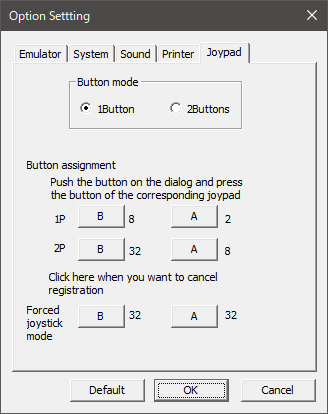 Option Settting
Emulator System Sound Printer Joypad
Button mode
1Button 2Buttons
Button assignment
Push the button on the dialog and press
the button of the corresponding joypad
1P B 8 A 2
2P B 32 A 8
Click here when you want to cancel
registration
Forced
joystick
mode
B 32 A 32
Default OK Cancel